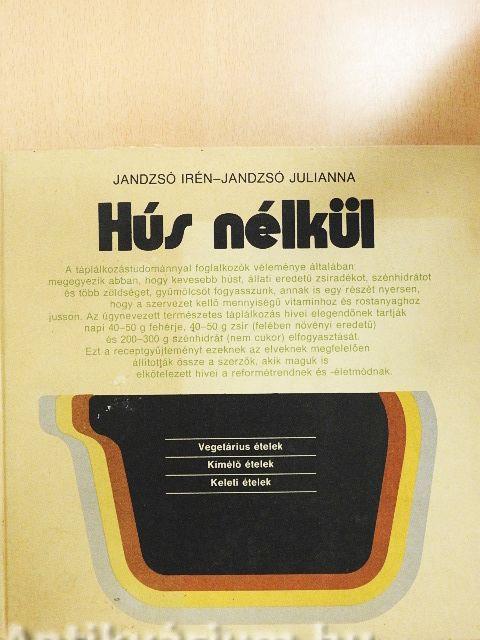 JANDZSÓ IRÉN–JANDZSÓ JULIANNA
Hús nélkül
A táplálkozástudománnyal foglalkozók véleménye általában
megegyezik abban, hogy kevesebb húst, állati eredetű zsiradékot, szénhidrátot
és több zöldséget, gyümölcsöt fogyasszunk, annak is egy részét nyersen,
hogy a szervezet kellő mennyiségű vitaminhoz és rostanyaghoz
jusson. Az úgynevezett természetes táplálkozás hívei elegendőnek tartják
napi 40–50 g fehérje, 40–50 g zsír (felében növényi eredetű)
és 200–300 g szénhidrát (nem cukor) elfogyasztását.
Ezt a receptgyűjteményt ezeknek az elveknek megfelelően
állították össze a szerzők, akik maguk is
elkötelezett hívei a reformétrendnek és -életmódnak.
Vegetárius ételek
Kímélő ételek
Keleti ételek
Antikvárium.hu